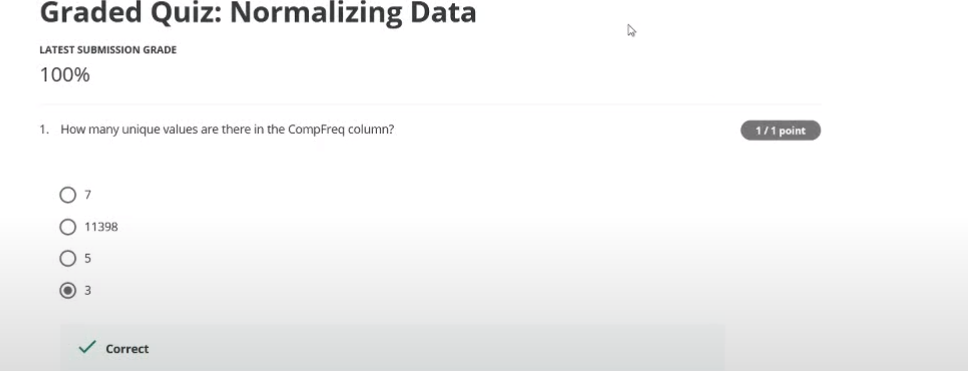 Graded Quiz: Normalizing Data
LATEST SUBMISSION GRADE
100%
1. How many unique values are there in the CompFreq column?
1 / 1 point
7
11398
5
3
Correct